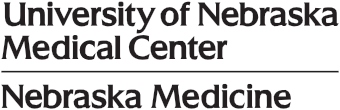 University of Nebraska
Medical Center
Nebraska Medicine